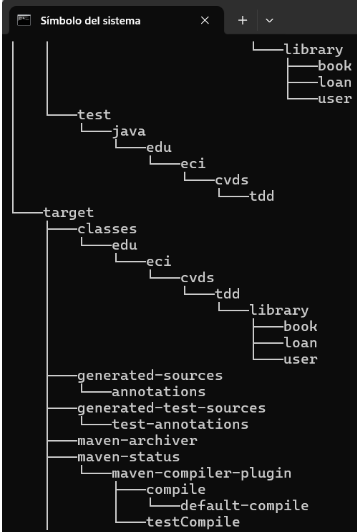 Símbolo del sistema
library
book
loan
user
test
java
edu
eci
cvds
tdd
target
classes
edu
eci
cvds
tdd
library
book
loan
user
generated-sources
annotations
generated-test-sources
test-annotations
maven-archiver
maven-status
maven-compiler-plugin
compile
default-compile
testCompile